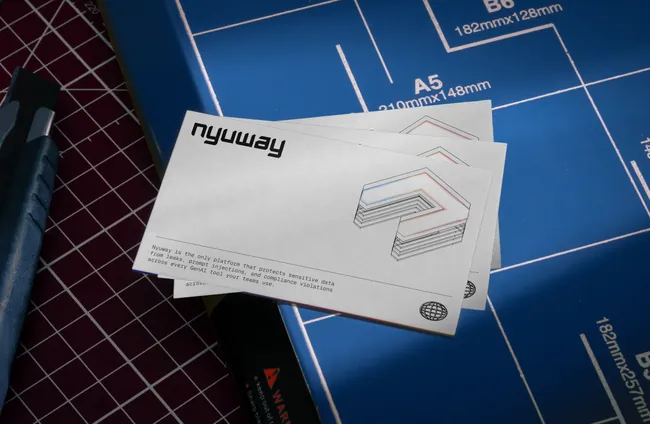 B6
182mmx128mm
A5
210mmx148mm
nyuway
Nyuway is the only platform that protects sensitive data
from leaks, prompt injections, and compliance violations
across every GenAI tool your teams use.
182mmx257mm